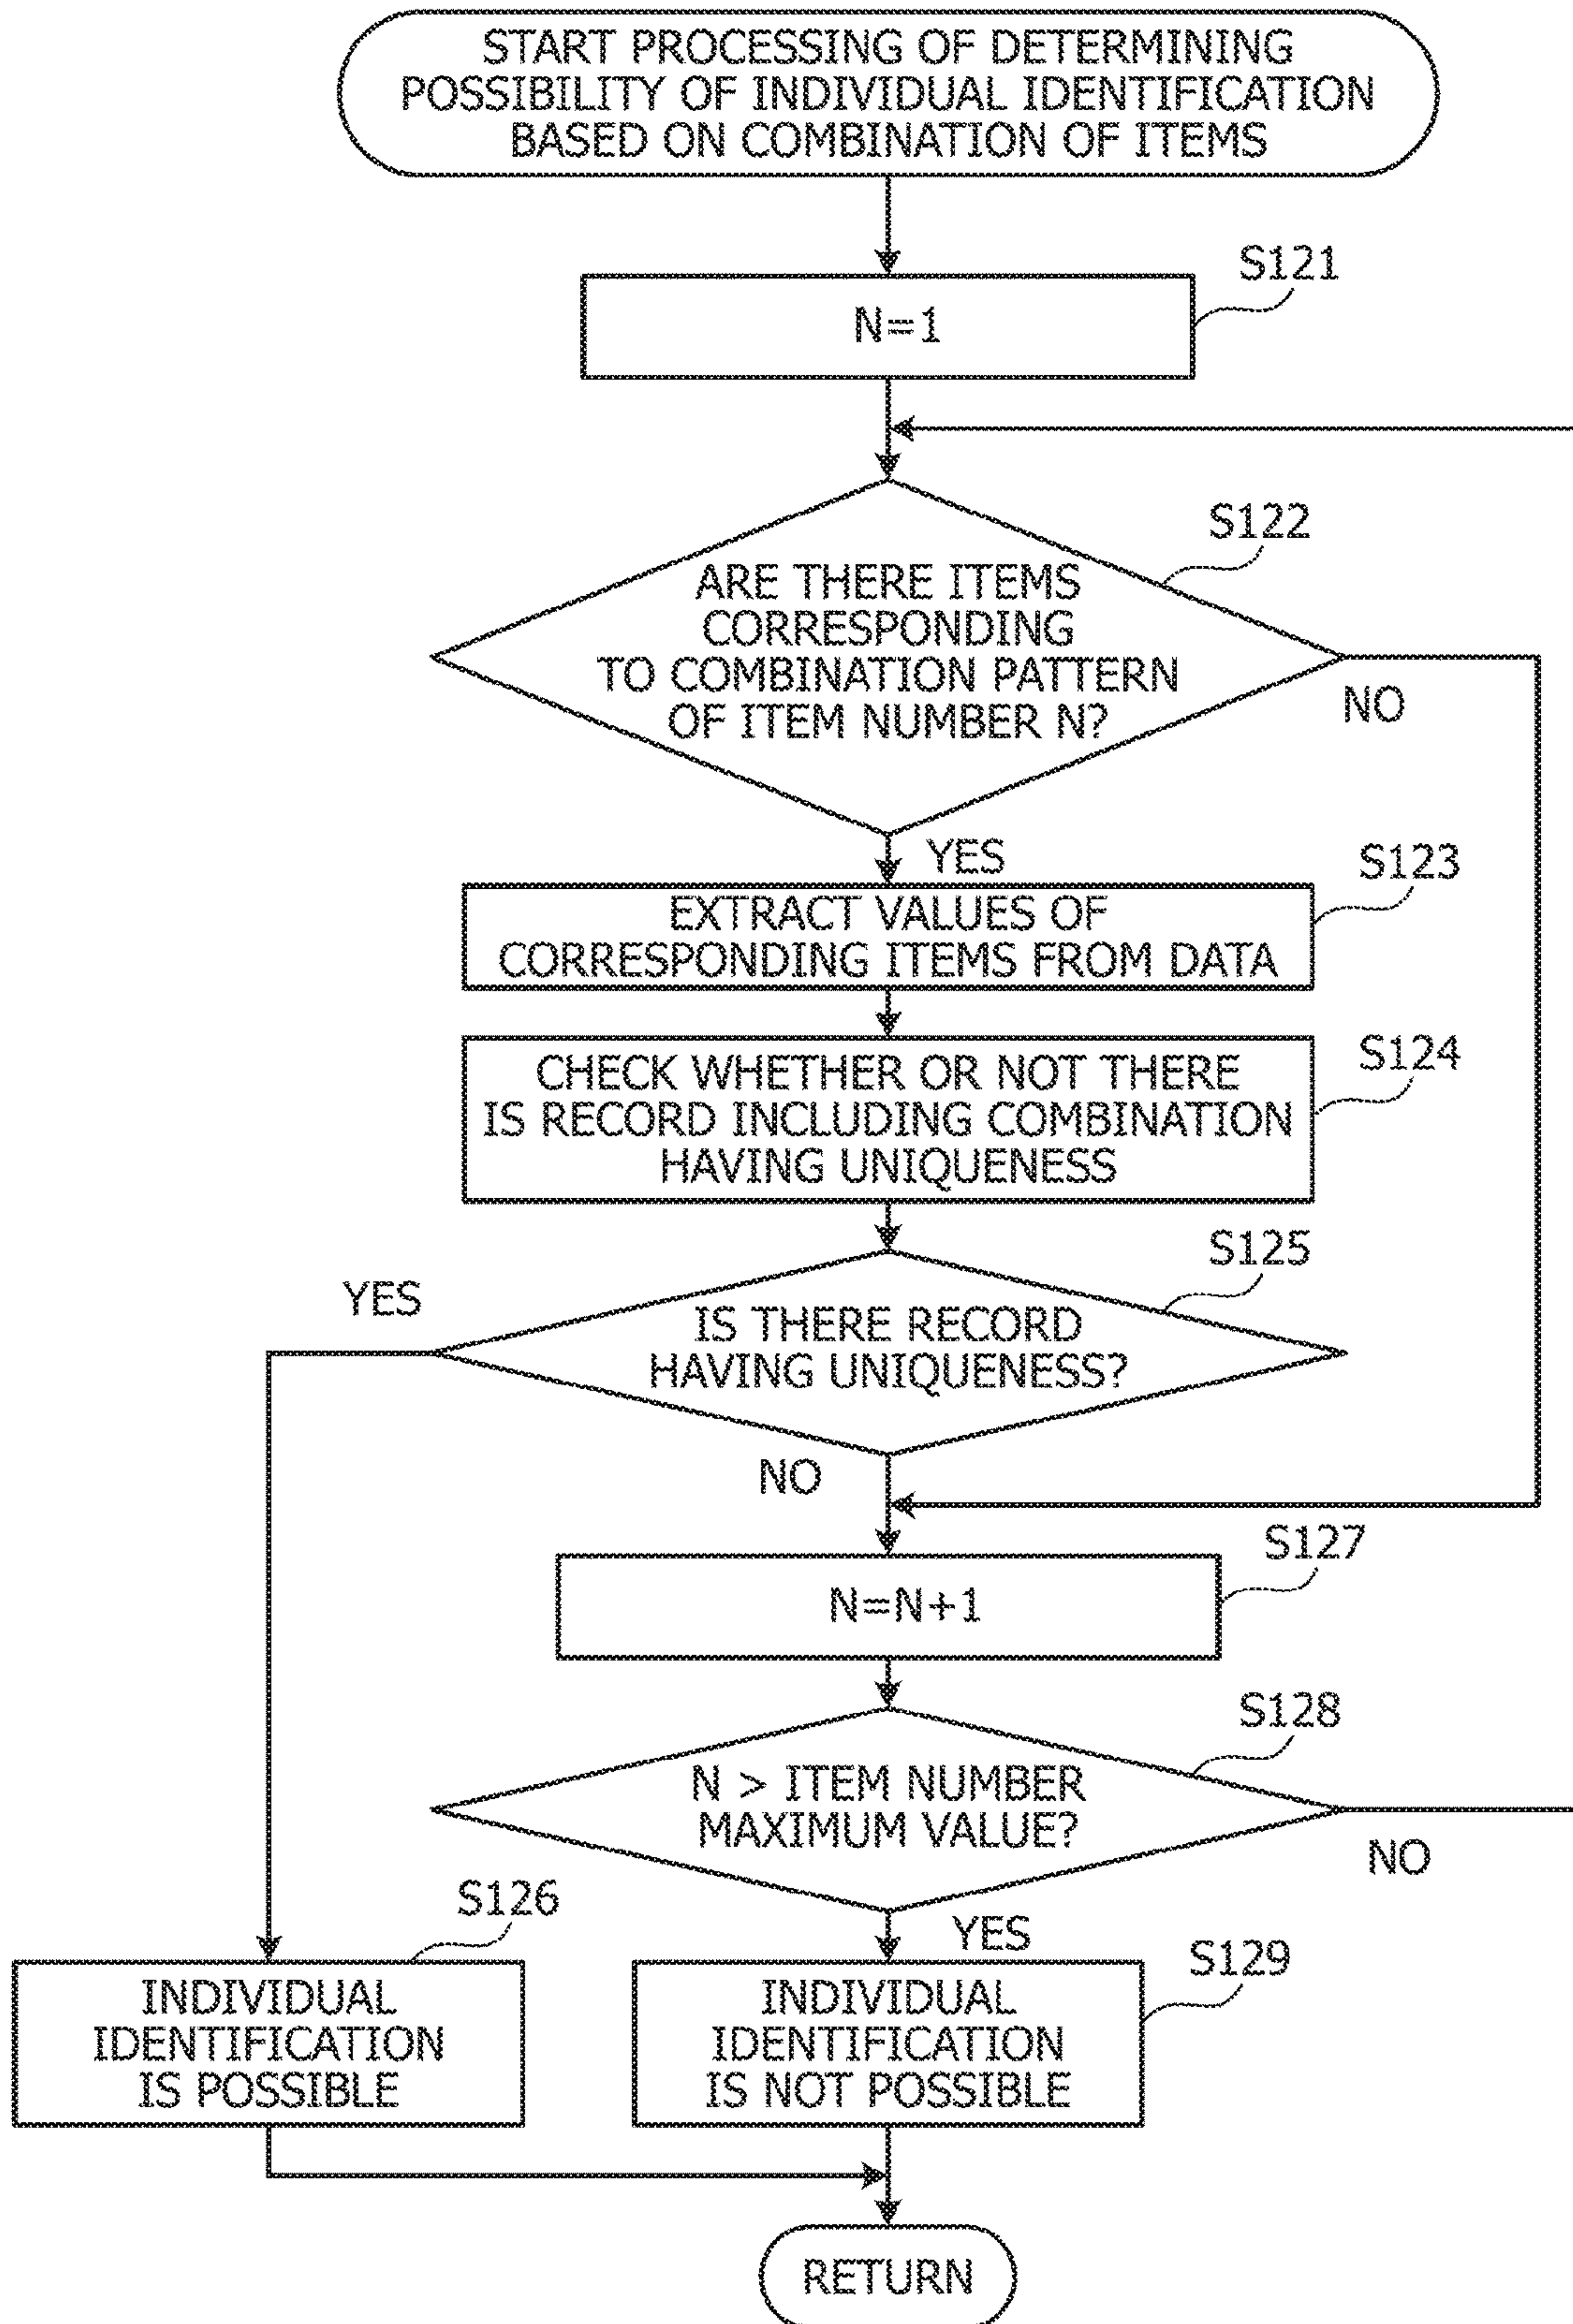 START PROCESSING OF DETERMINING
POSSIBILITY OF INDIVIDUAL IDENTIFICATION
BASED ON COMBINATION OF ITEMS
S121
N=1
S122
ARE THERE ITEMS
CORRESPONDING
TO COMBINATION PATTERN
OF ITEM NUMBER N?
NO
YES
S123
EXTRACT VALUES OF
CORRESPONDING ITEMS FROM DATA
S124
CHECK WHETHER OR NOT THERE
IS RECORD INCLUDING COMBINATION
HAVING UNIQUENESS
S125
YES
IS THERE RECORD
HAVING UNIQUENESS?
NO
S127
N=N+1
S128
N > ITEM NUMBER
MAXIMUM VALUE?
NO
S126
YES
S129
INDIVIDUAL
IDENTIFICATION
IS POSSIBLE
INDIVIDUAL
IDENTIFICATION
IS NOT POSSIBLE
RETURN